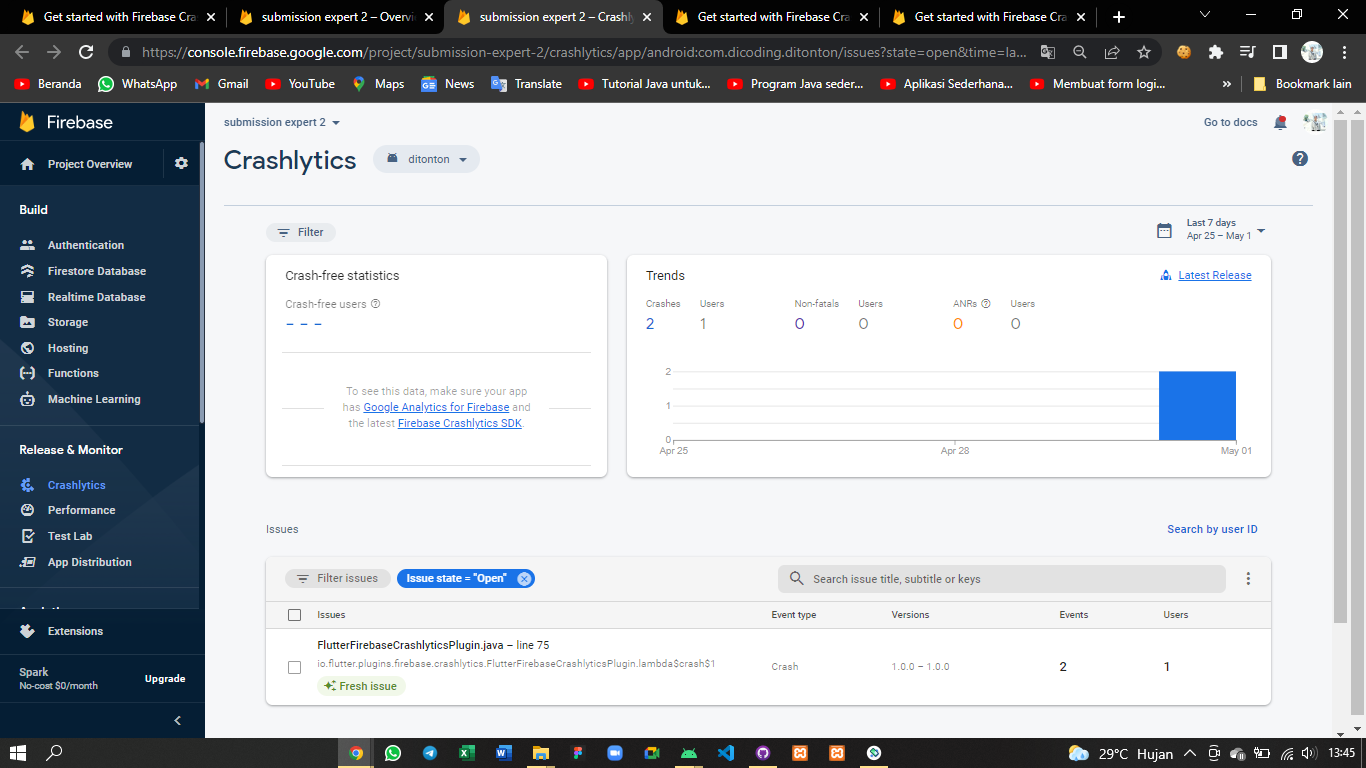 Get started with Firebase Cra
submission expert 2 – Overvi
submission expert 2 – Crashly
Get started with Firebase Cra
Get started with Firebase Cra
https://console.firebase.google.com/project/submission-expert-2/crashlytics/app/android:com.dicoding.ditonton/issues?state=open&time=la...
Beranda
WhatsApp
Gmail
YouTube
Maps
News
Translate
Tutorial Java untuk...
Program Java seder...
Aplikasi Sederhana...
Membuat form logi...
»
Bookmark lain
Firebase
Project Overview
Build
Authentication
Firestore Database
Realtime Database
Storage
Hosting
Functions
Machine Learning
Release & Monitor
Crashlytics
Performance
Test Lab
App Distribution
Extensions
Spark
No-cost $0/month
Upgrade
submission expert 2
Go to docs
Crashlytics
ditonton
Filter
Last 7 days
Apr 25 – May 1
Crash-free statistics
Crash-free users
– – –
To see this data, make sure your app
has Google Analytics for Firebase and
the latest Firebase Crashlytics SDK.
Trends
Latest Release
Crashes Users Non-fatals Users ANRs Users
2 1 0 0 0 0
2
1
0
Apr 25 Apr 28 May 01
Issues
Search by user ID
Filter issues
Issue state = "Open"
Search issue title, subtitle or keys
Issues Event type Versions Events Users
FlutterFirebaseCrashlyticsPlugin.java – line 75
io.flutter.plugins.firebase.crashlytics.FlutterFirebaseCrashlyticsPlugin.lambda$crash$1
Fresh issue
Crash
1.0.0 – 1.0.0
2
1
29°C Hujan
13:45